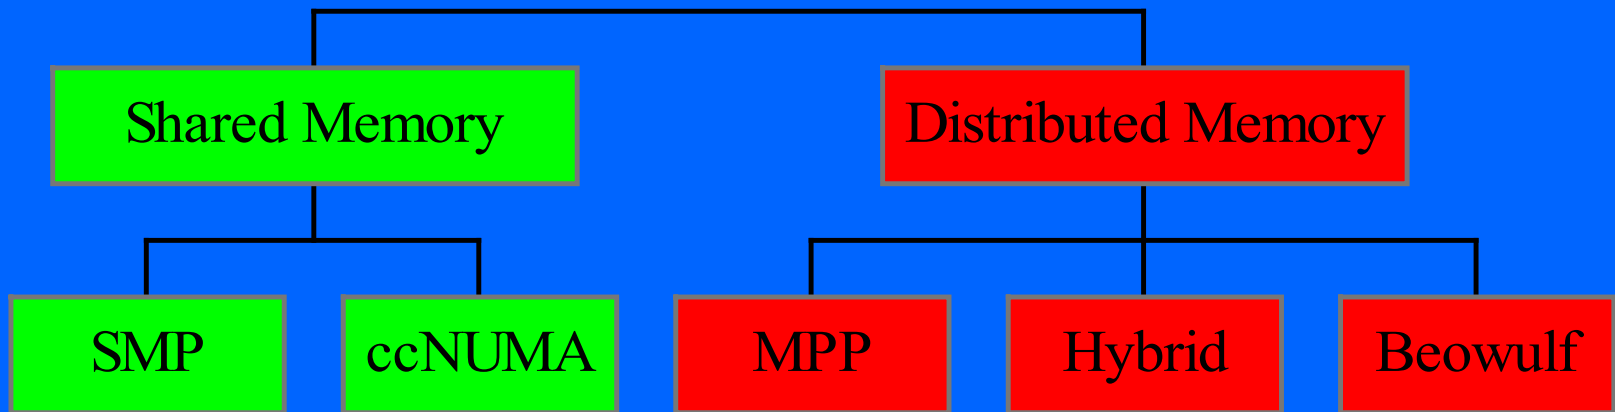 Shared Memory
Distributed Memory
SMP
ccNUMA
MPP
Hybrid
Beowulf